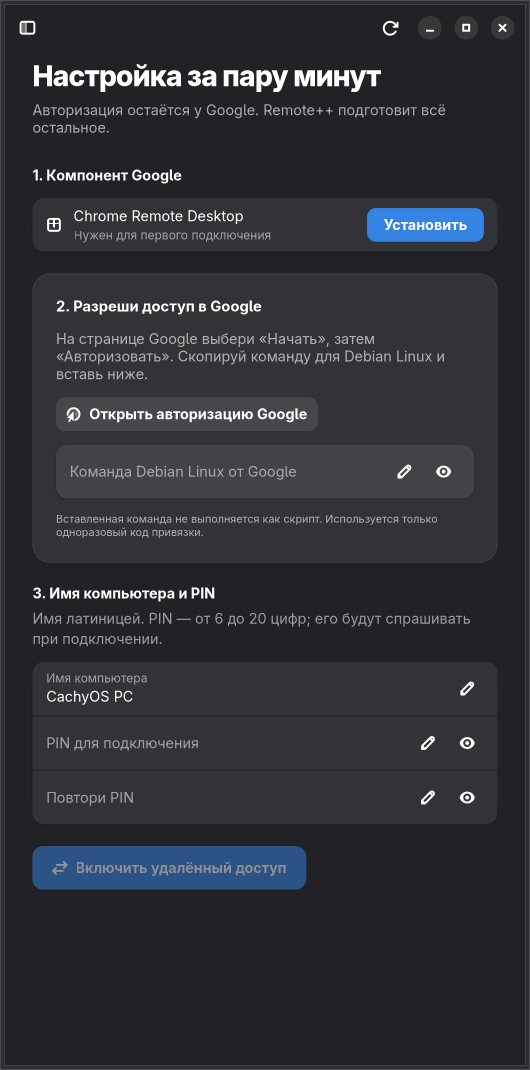 Настройка за пару минут
Авторизация остаётся у Google. Remote++ подготовит всё
остальное.
1. Компонент Google
Chrome Remote Desktop
Нужен для первого подключения
Установить
2. Разреши доступ в Google
На странице Google выбери «Начать», затем
«Авторизовать». Скопируй команду для Debian Linux и
вставь ниже.
Открыть авторизацию Google
Команда Debian Linux от Google
Вставленная команда не выполняется как скрипт. Используется только
одноразовый код привязки.
3. Имя компьютера и PIN
Имя латиницей. PIN — от 6 до 20 цифр; его будут спрашивать
при подключении.
Имя компьютера
CachyOS PC
PIN для подключения
Повтори PIN
Включить удалённый доступ